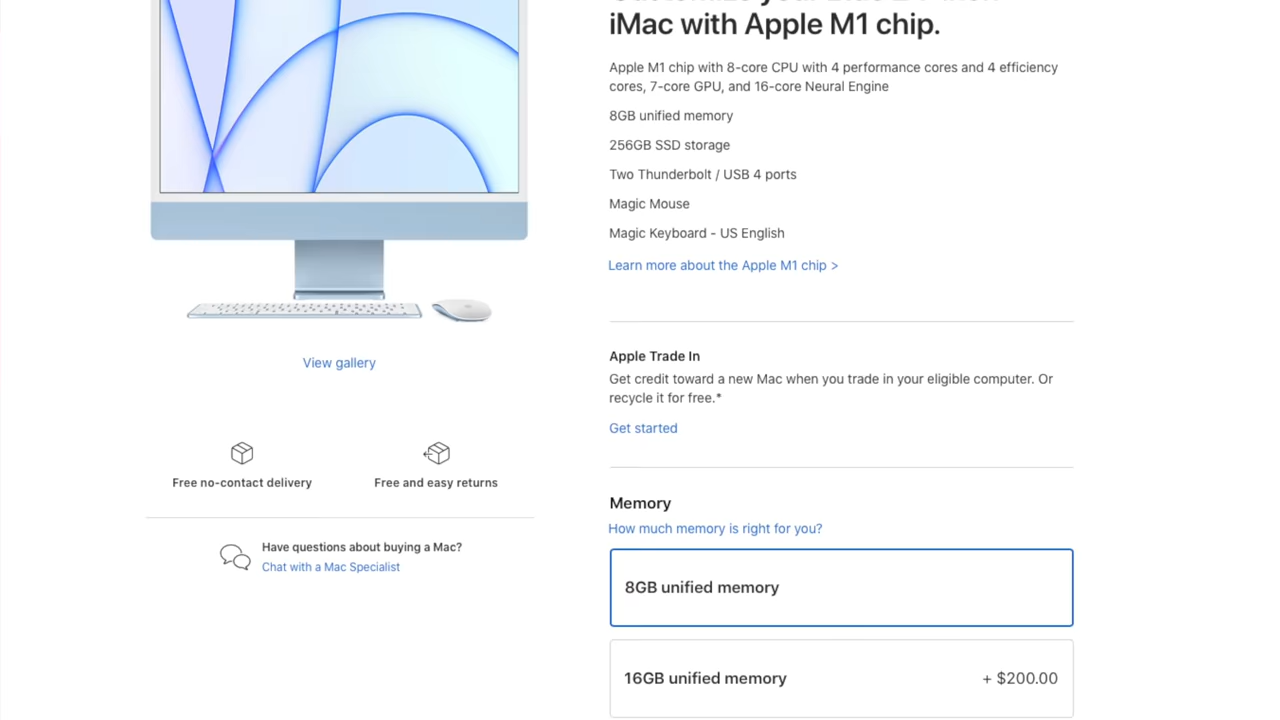 iMac with Apple M1 chip.
Apple M1 chip with 8-core CPU with 4 performance cores and 4 efficiency
cores, 7-core GPU, and 16-core Neural Engine
8GB unified memory
256GB SSD storage
Two Thunderbolt / USB 4 ports
Magic Mouse
Magic Keyboard - US English
Learn more about the Apple M1 chip >
View gallery
Free no-contact delivery
Free and easy returns
Have questions about buying a Mac?
Chat with a Mac Specialist
Apple Trade In
Get credit toward a new Mac when you trade in your eligible computer. Or
recycle it for free.*
Get started
Memory
How much memory is right for you?
8GB unified memory
16GB unified memory + $200.00